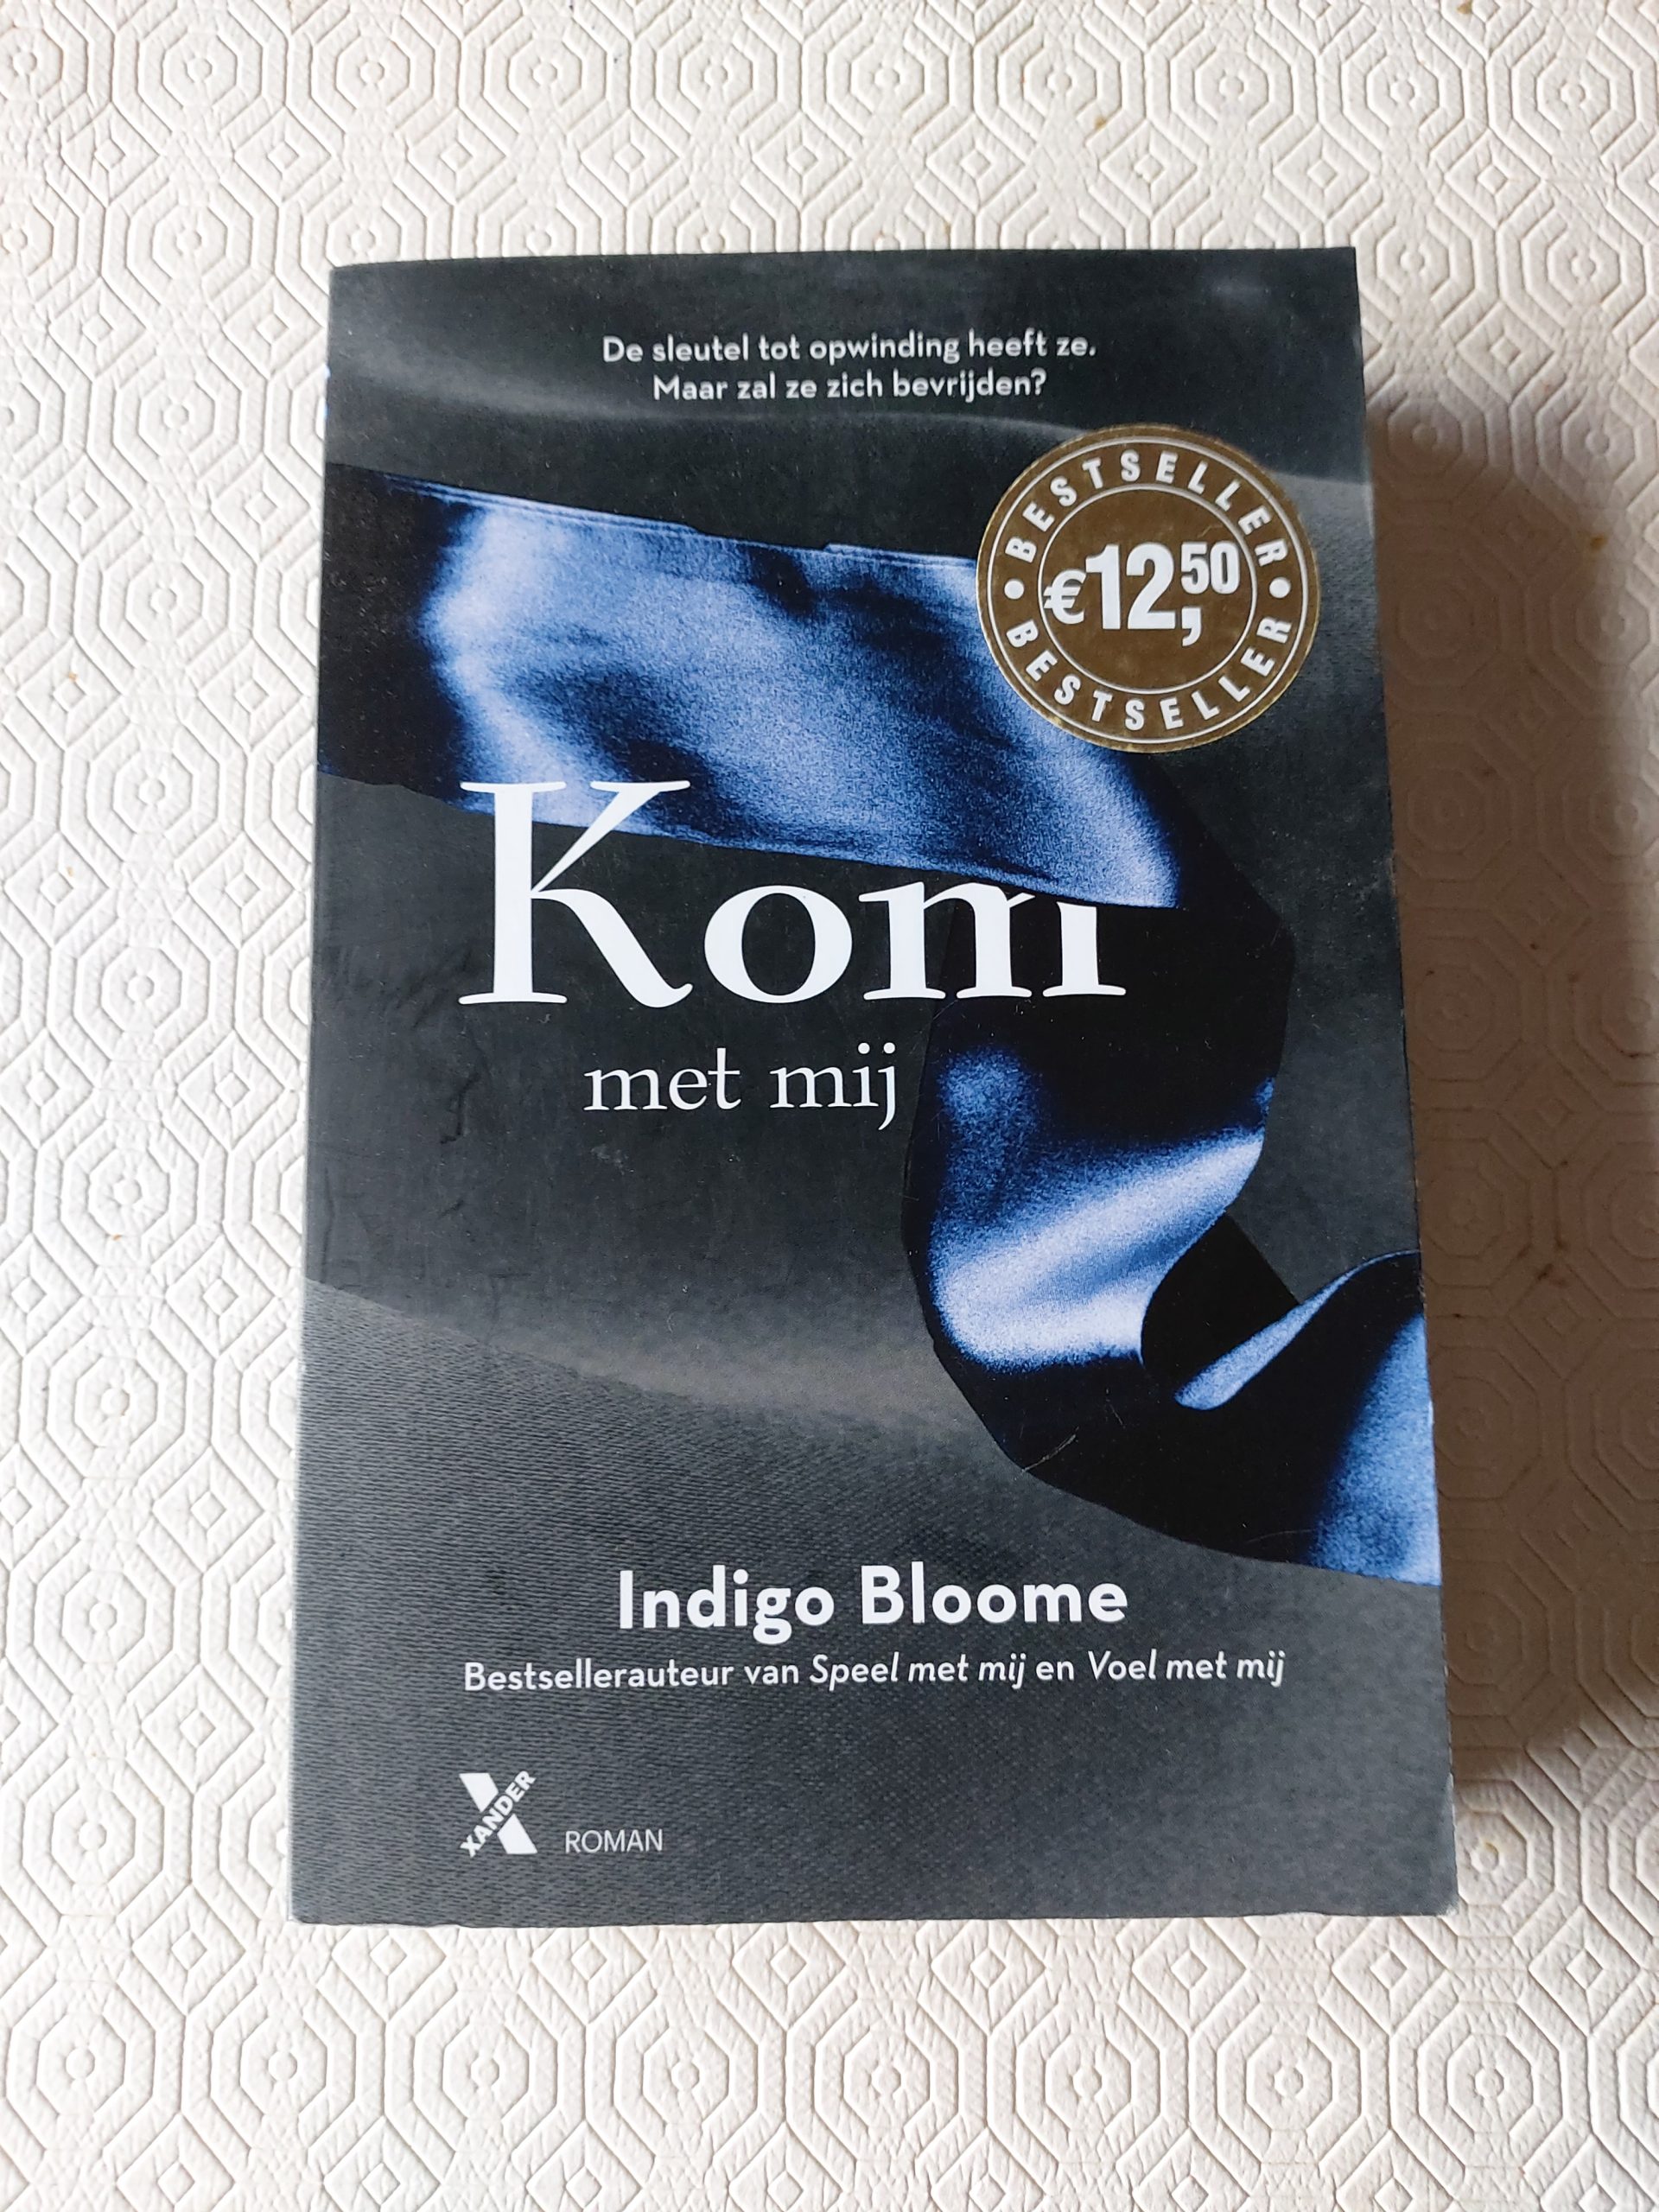 De sleutel tot opwinding heeft ze.
Maar zal ze zich bevrijden?
BESTSELLER
€12,50
BESTSELLER
Kom
met mij
Indigo Bloome
Bestsellerauteur van Speel met mij en Voel met mij
XANDER
ROMAN